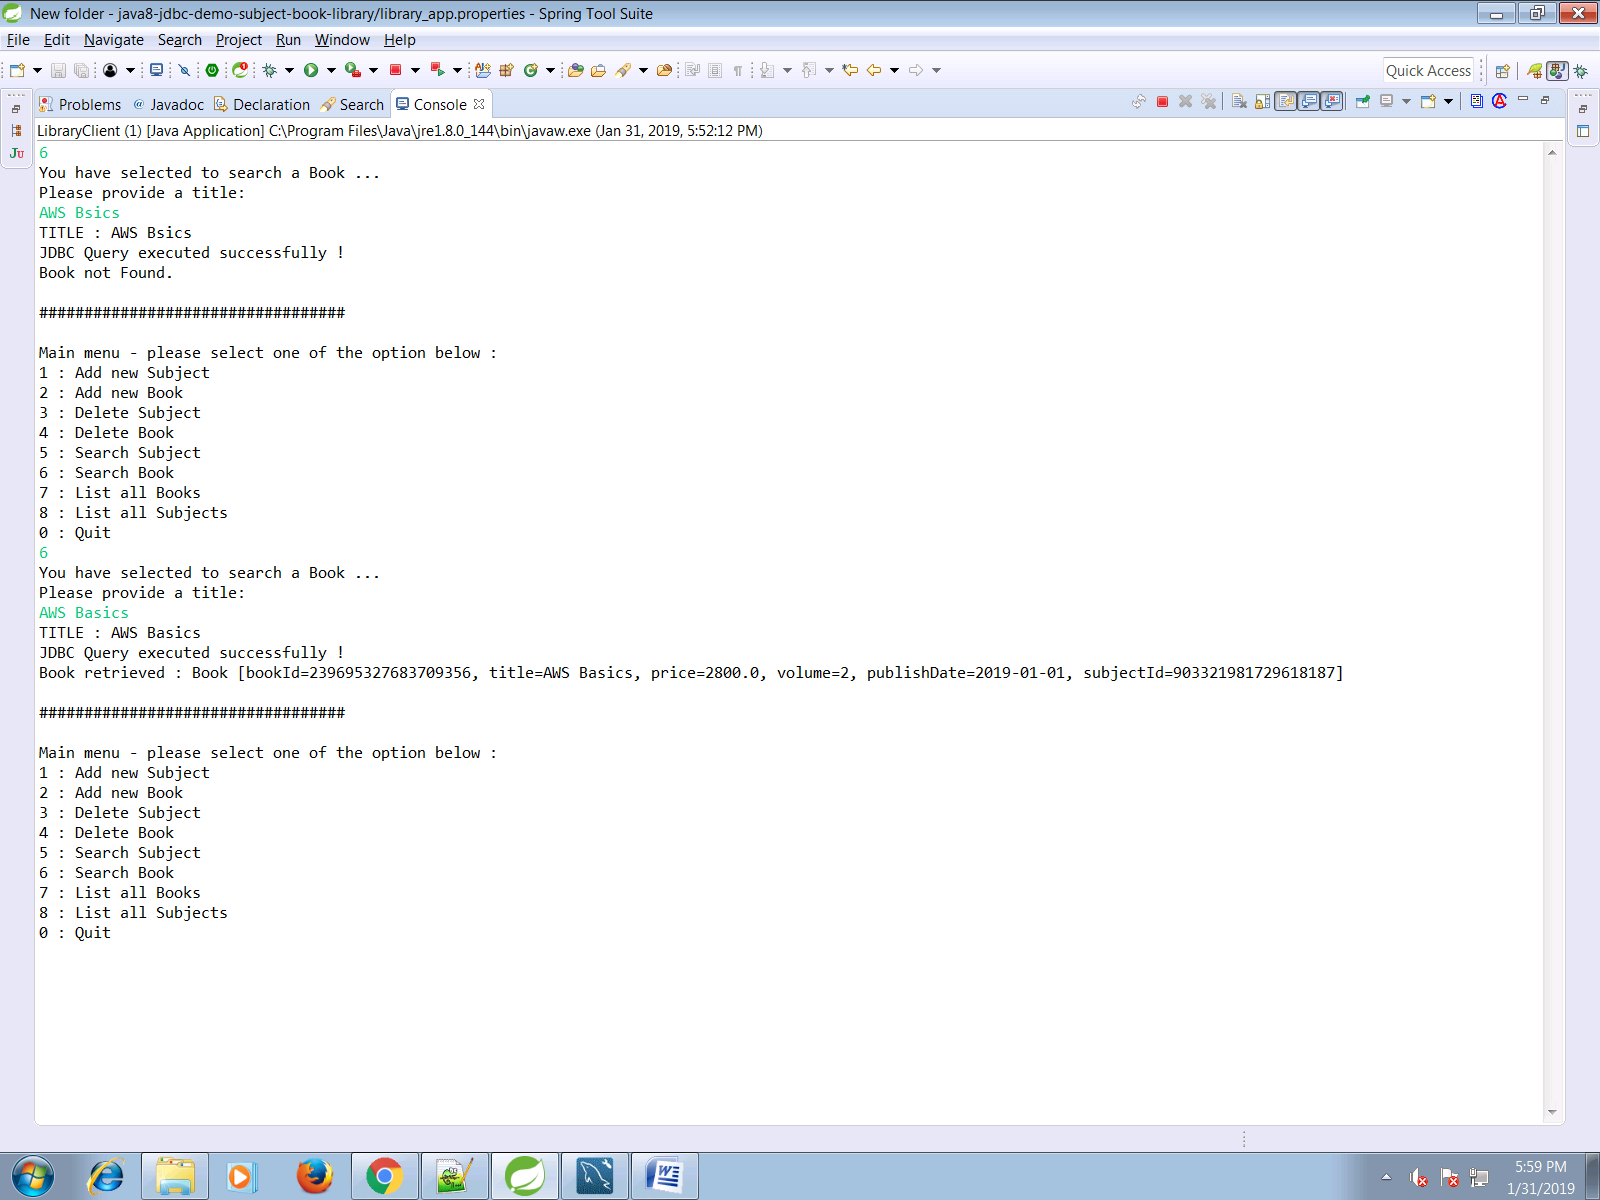 New folder - java8-jdbc-demo-subject-book-library/library_app.properties - Spring Tool Suite
File Edit Navigate Search Project Run Window Help
Quick Access
Problems @ Javadoc Declaration Search Console
LibraryClient (1) [Java Application] C:\Program Files\Java\jre1.8.0_144\bin\javaw.exe (Jan 31, 2019, 5:52:12 PM)
JU
6
You have selected to search a Book ...
Please provide a title:
AWS Bsics
TITLE : AWS Bsics
JDBC Query executed successfully !
Book not Found.
##################################
Main menu - please select one of the option below :
1 : Add new Subject
2 : Add new Book
3 : Delete Subject
4 : Delete Book
5 : Search Subject
6 : Search Book
7 : List all Books
8 : List all Subjects
0 : Quit
6
You have selected to search a Book ...
Please provide a title:
AWS Basics
TITLE : AWS Basics
JDBC Query executed successfully !
Book retrieved : Book [bookId=239695327683709356, title=AWS Basics, price=2800.0, volume=2, publishDate=2019-01-01, subjectId=903321981729618187]
##################################
Main menu - please select one of the option below :
1 : Add new Subject
2 : Add new Book
3 : Delete Subject
4 : Delete Book
5 : Search Subject
6 : Search Book
7 : List all Books
8 : List all Subjects
0 : Quit
5:59 PM
1/31/2019